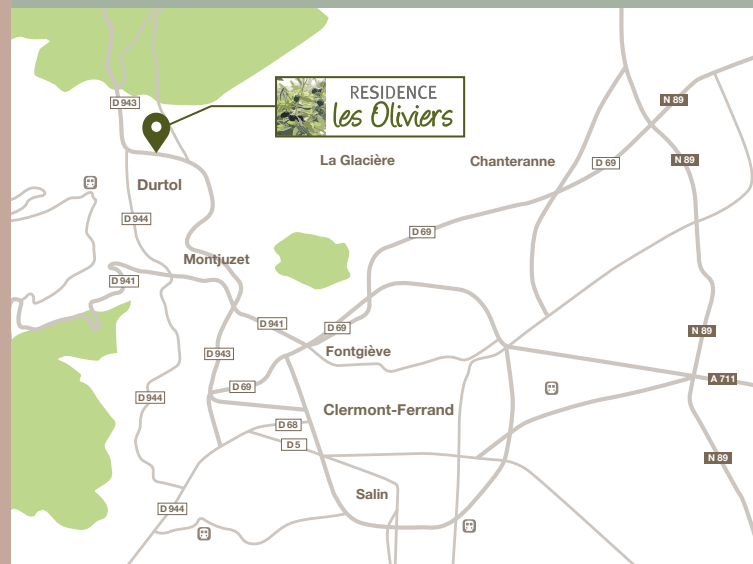 D 943
RESIDENCE
les Oliviers
N 89
La Glacière
Chanteranne
D 69
N 89
Durtol
D 944
D 69
Montjuzet
D 941
D 941
D 69
N 89
D 943
Fontgiève
A 711
D 69
D 944
Clermont-Ferrand
D 68
D 5
N 89
Salin
D 944